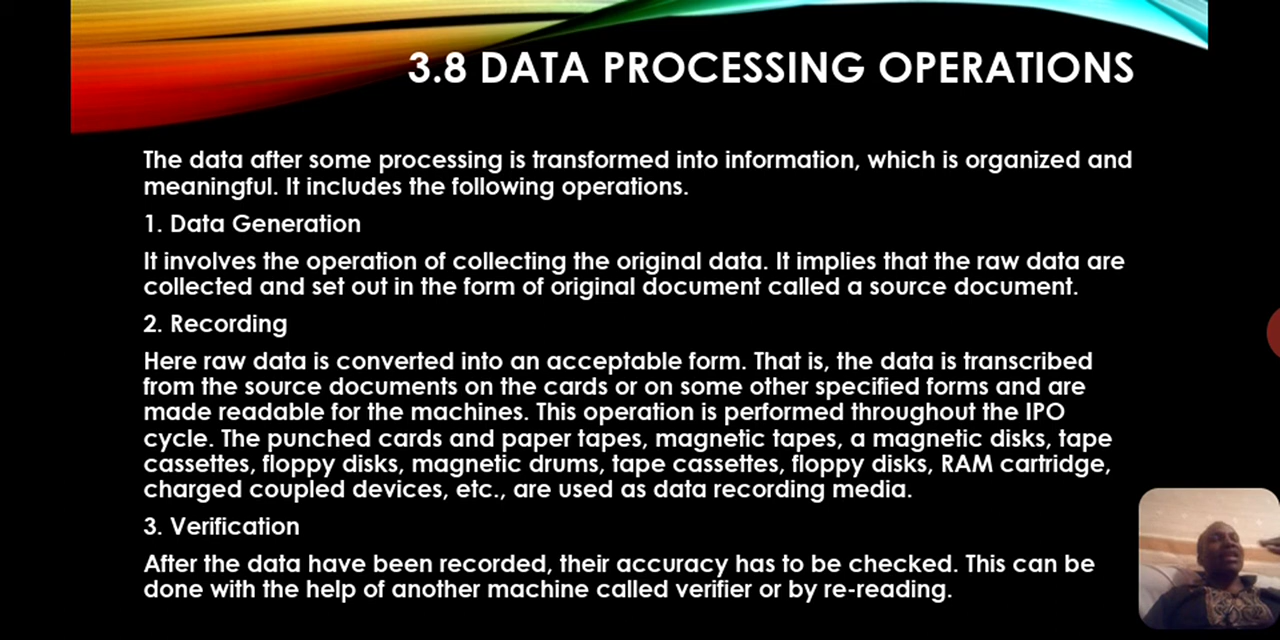 3.8 DATA PROCESSING OPERATIONS
The data after some processing is transformed into information, which is organized and
meaningful. It includes the following operations.
1. Data Generation
It involves the operation of collecting the original data. It implies that the raw data are
collected and set out in the form of original document called a source document.
2. Recording
Here raw data is converted into an acceptable form. That is, the data is transcribed
from the source documents on the cards or on some other specified forms and are
made readable for the machines. This operation is performed throughout the IPO
cycle. The punched cards and paper tapes, magnetic tapes, a magnetic disks, tape
cassettes, floppy disks, magnetic drums, tape cassettes, floppy disks, RAM cartridge,
charged coupled devices, etc., are used as data recording media.
3. Verification
After the data have been recorded, their accuracy has to be checked. This can be
done with the help of another machine called verifier or by re-reading.